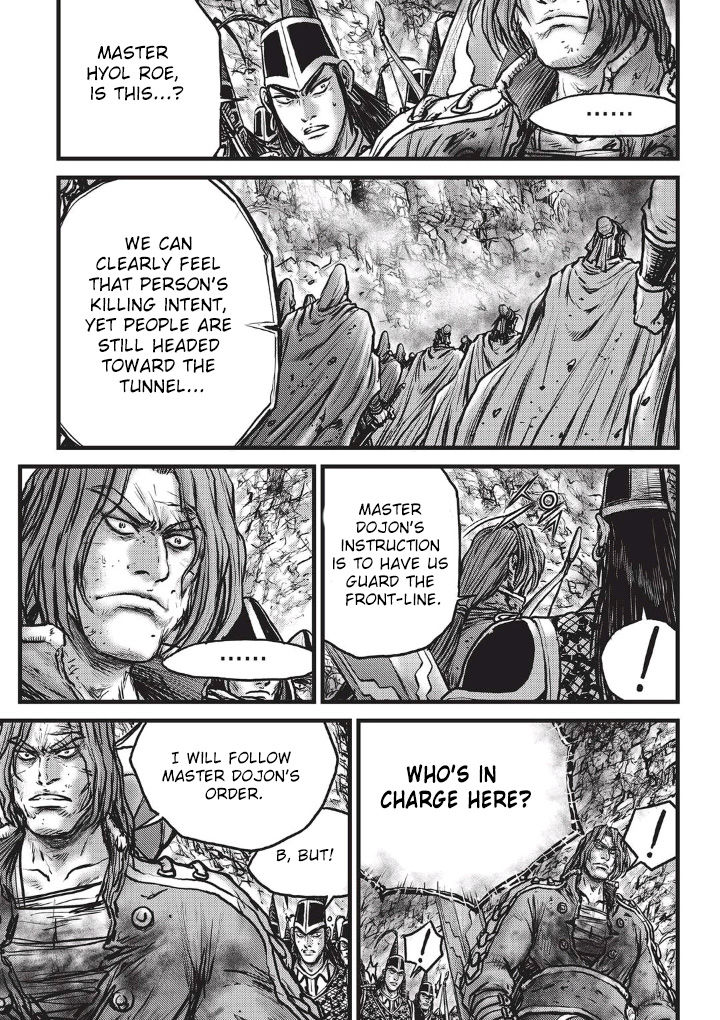 MASTER
HYOL ROE,
IS THIS...?
......
WE CAN
CLEARLY FEEL
THAT PERSON'S
KILLING INTENT,
YET PEOPLE ARE
STILL HEADED
TOWARD THE
TUNNEL...
......
MASTER
DOJON'S
INSTRUCTION
IS TO HAVE US
GUARD THE
FRONT-LINE.
!
I WILL FOLLOW
MASTER DOJON'S
ORDER.
B, BUT!
WHO'S IN
CHARGE HERE?
!
!